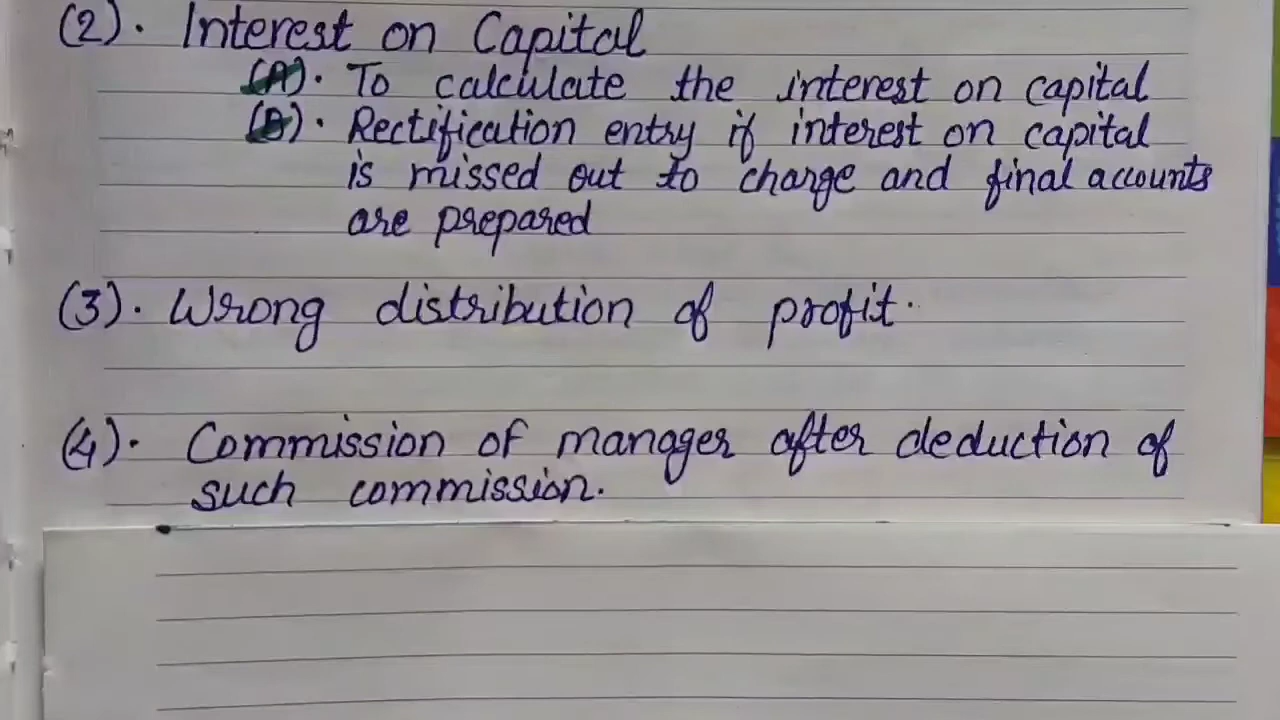 (2). Interest on Capital
(A). To calculate the interest on capital
(B). Rectification entry if interest on capital
is missed out to charge and final accounts
are prepared
(3). Wrong distribution of profit.
(4). Commission of manager after deduction of
such commission.